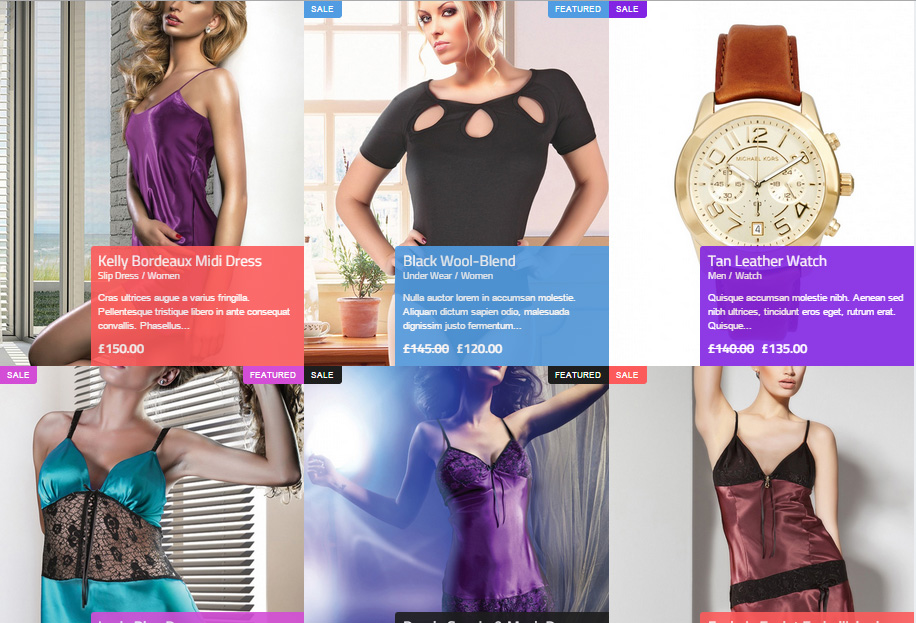 SALE
FEATURED
SALE
Kelly Bordeaux Midi Dress
Slip Dress / Women
Cras ultrices augue a varius fringilla.
Pellentesque tristique libero in ante consequat
convallis. Phasellus...
£150.00
Black Wool-Blend
Under Wear / Women
Nulla auctor lorem in accumsan molestie.
Aliquam dictum sapien odio, malesuada
dignissim justo fermentum...
£145.00 £120.00
MICHAEL KORS
12
2
4
4
Tan Leather Watch
Men / Watch
Quisque accumsan molestie nibh. Aenean sed
nibh ultrices, tincidunt eros eget, rutrum erat.
Quisque...
£140.00 £135.00
SALE
FEATURED
SALE
FEATURED
SALE